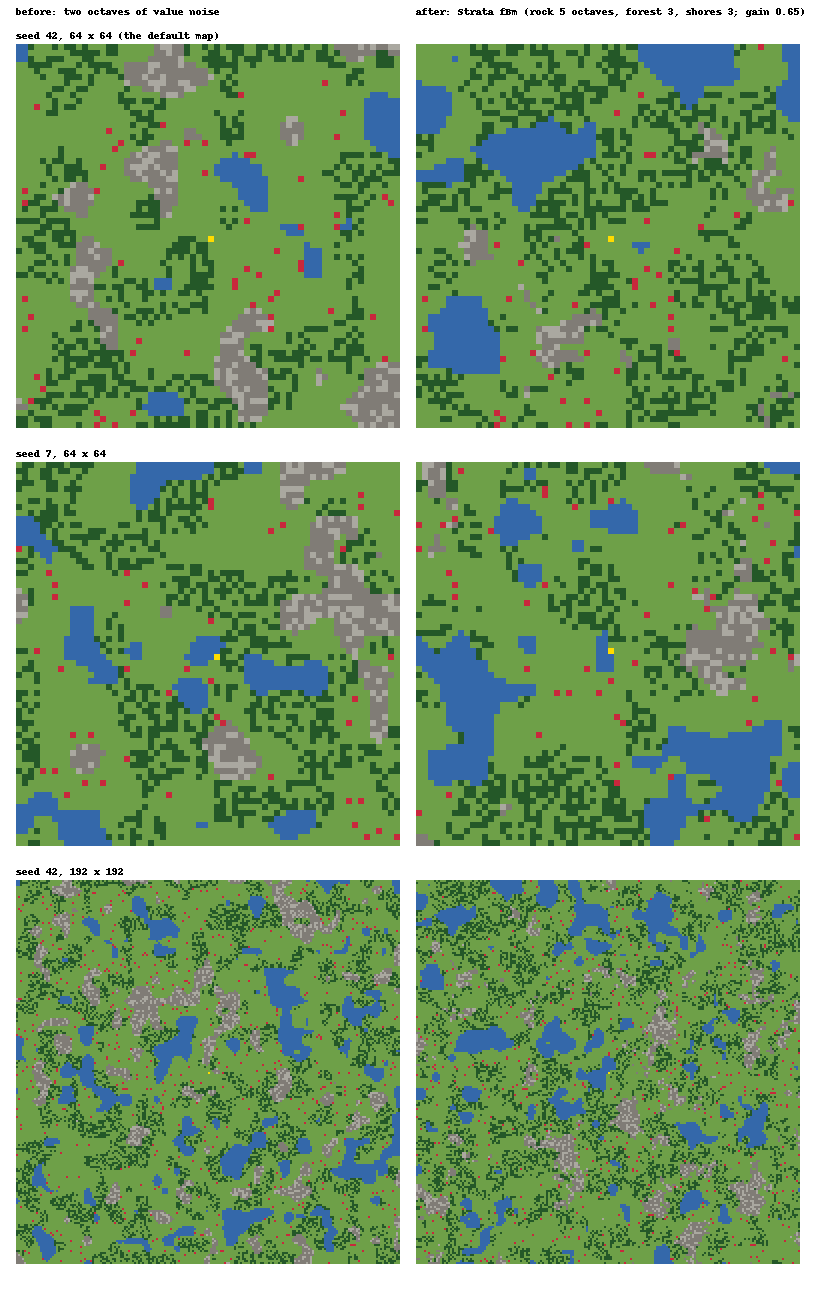 before: two octaves of value noise
after: Strata fBm (rock 5 octaves, forest 3, shores 3; gain 0.65)
seed 42, 64 x 64 (the default map)
seed 7, 64 x 64
seed 42, 192 x 192